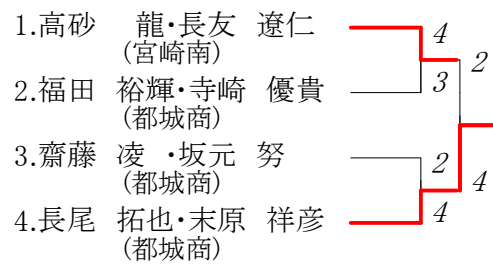 1.高砂 龍・長友 遼仁
(宮崎南)
2.福田 裕輝・寺崎 優貴
(都城商)
3.齋藤 凌 ・坂元 努
(都城商)
4.長尾 拓也・末原 祥彦
(都城商)
4
3
2
2
4
4